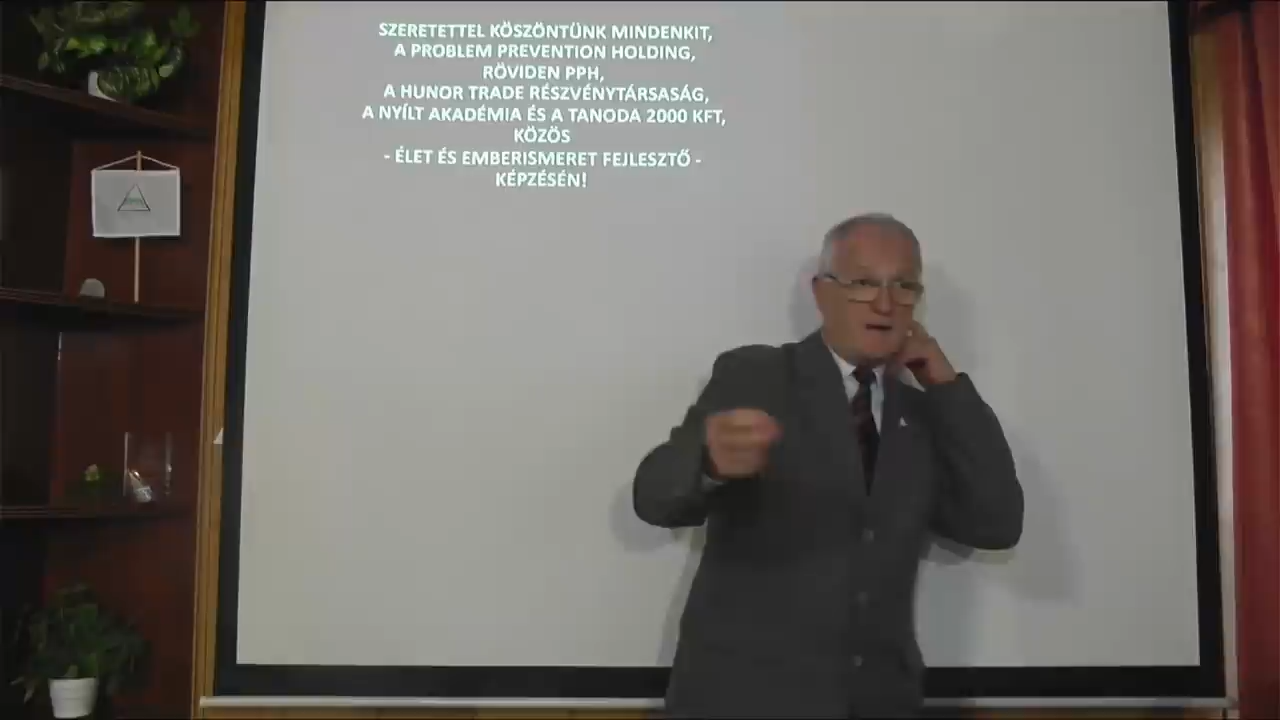 SZERETETTEL KÖSZÖNTÜNK MINDENKIT,
A PROBLEM PREVENTION HOLDING,
RÖVIDEN PPH,
A HUNOR TRADE RÉSZVÉNYTÁRSASÁG,
A NYÍLT AKADÉMIA ÉS A TANODA 2000 KFT,
KÖZÖS
- ÉLET ÉS EMBERISMERET FEJLESZTŐ -
KÉPZÉSÉN!